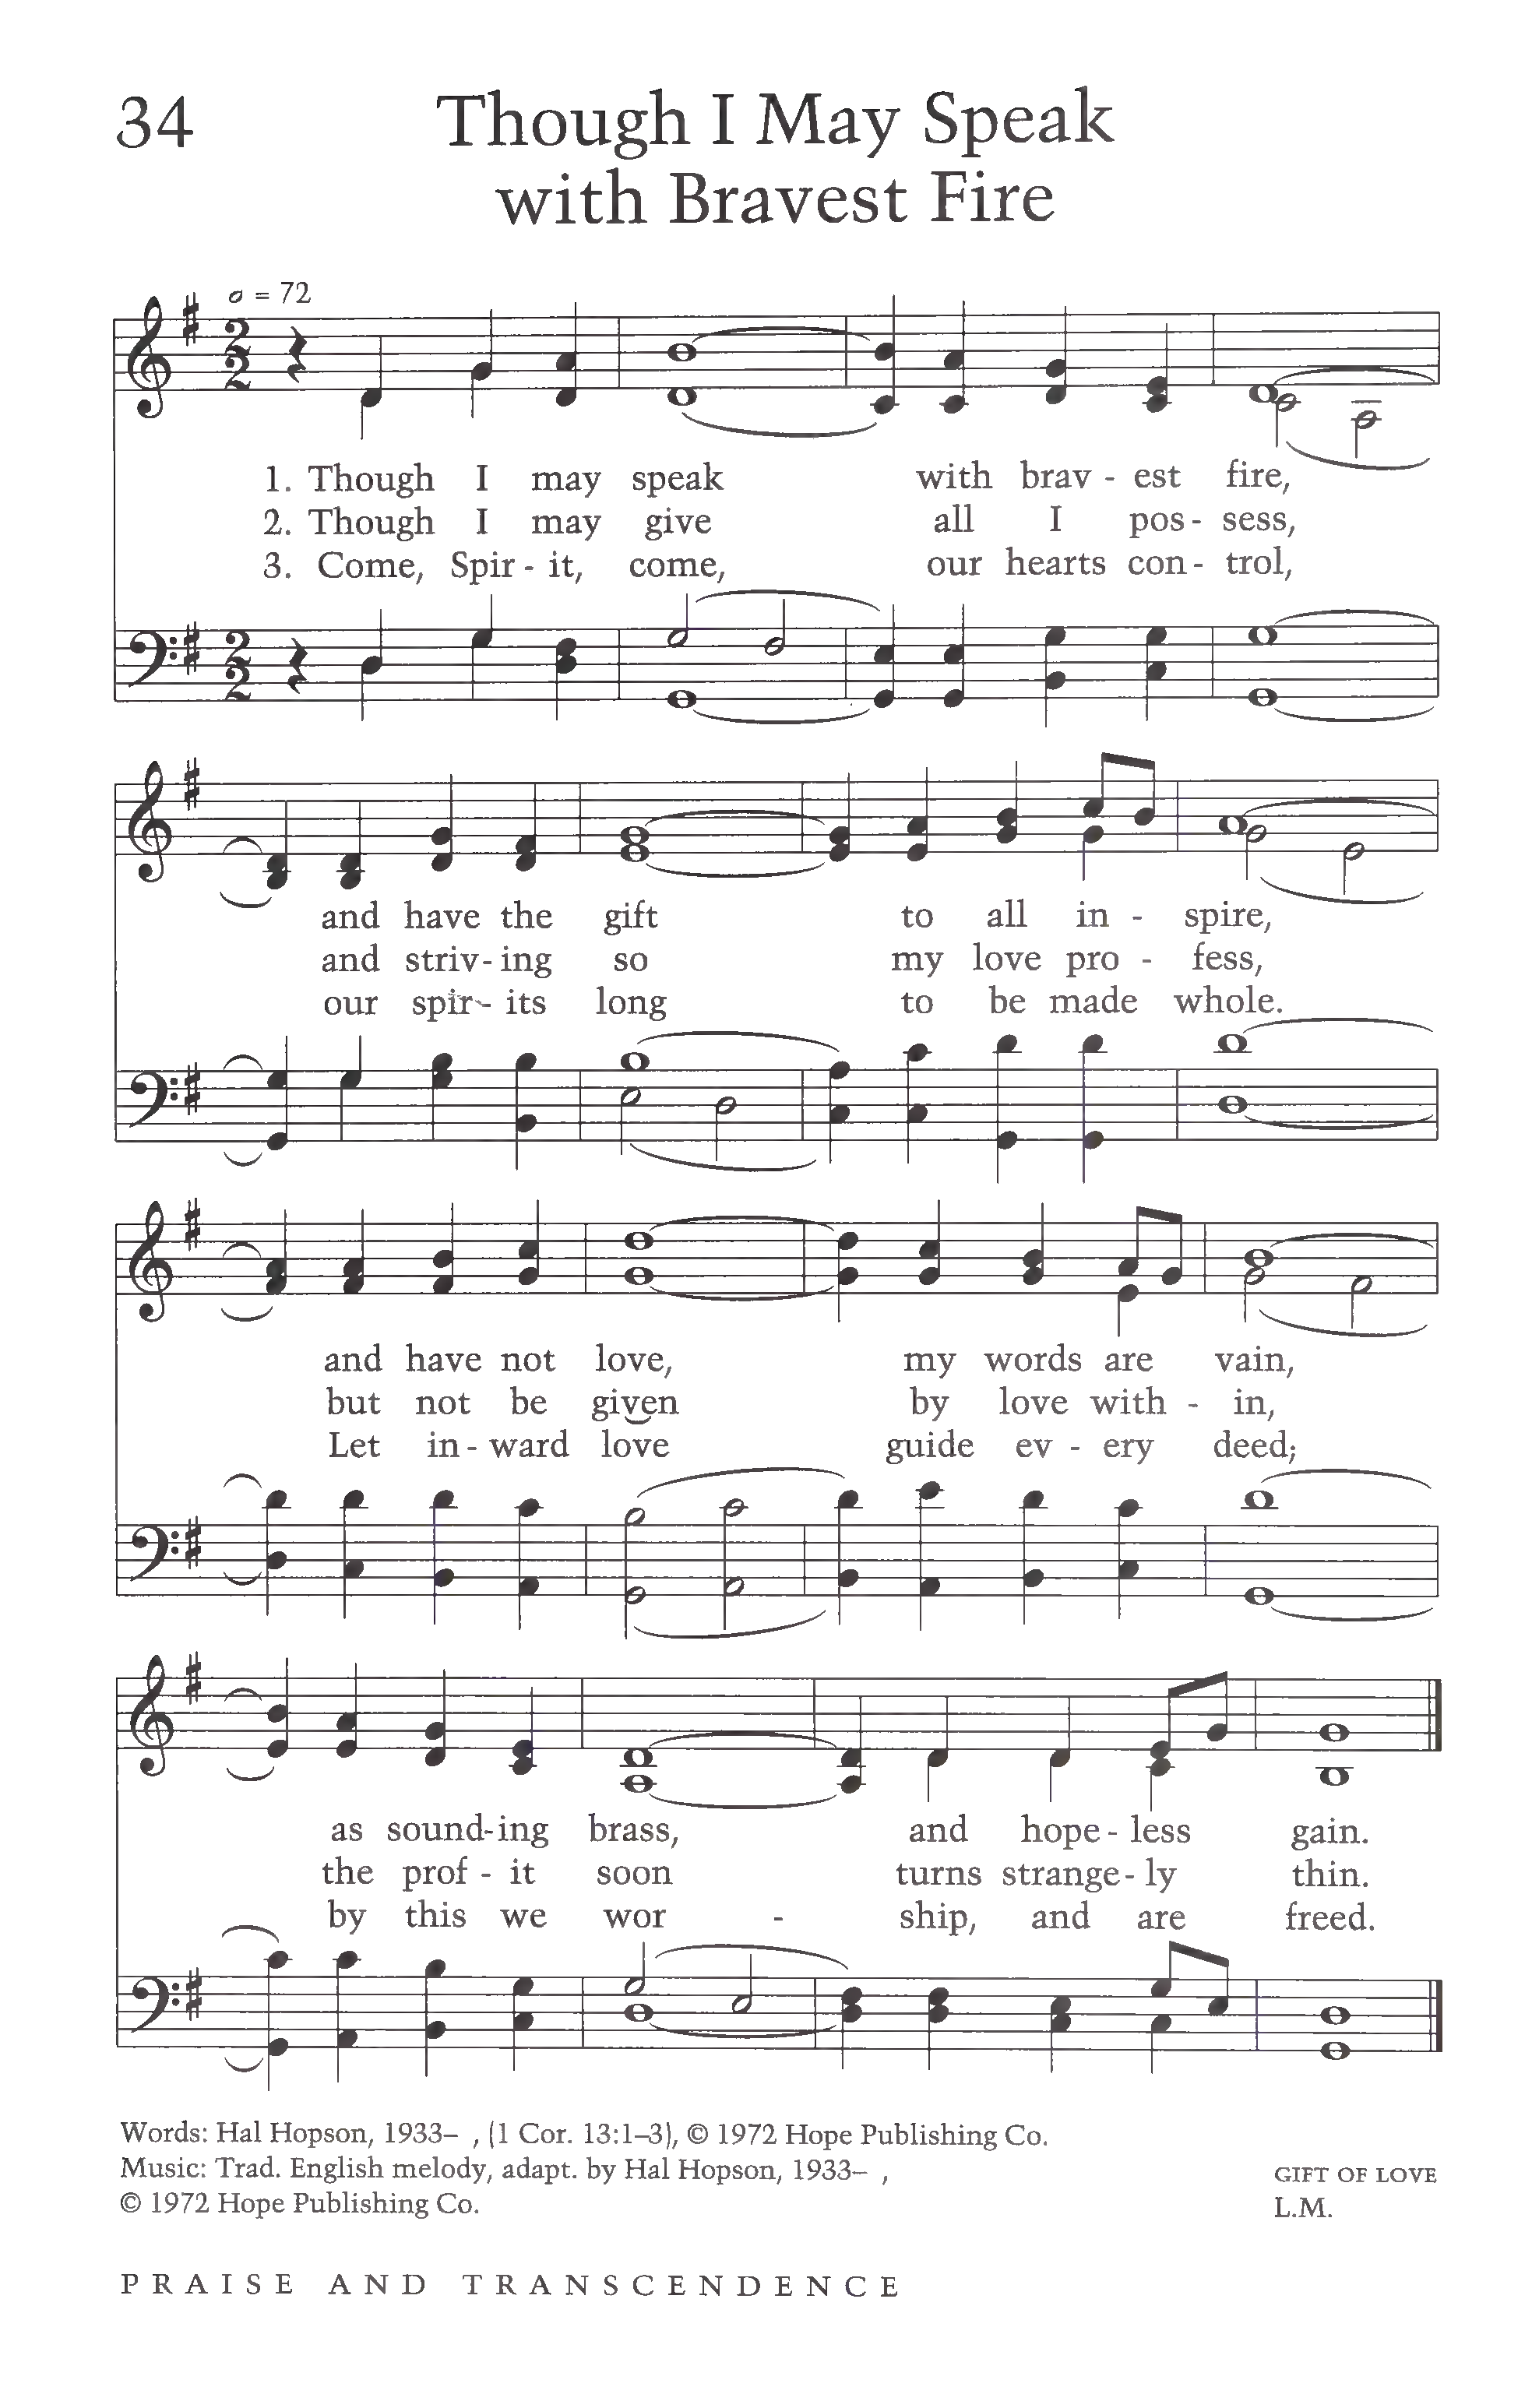 34
Though I May Speak
with Bravest Fire
= 72
1. Though I may speak with brav - est fire,
2. Though I may give all I pos - sess,
3. Come, Spir - it, come, our hearts con - trol,
and have the gift to all in - spire,
and striv - ing so my love pro - fess,
our spir - its long to be made whole.
and have not love, my words are vain,
but not be given by love with - in,
Let in - ward love guide ev - ery deed;
as sound - ing brass, and hope - less gain.
the prof - it soon turns strange - ly thin.
by this we wor - ship, and are freed.
Words: Hal Hopson, 1933– , (1 Cor. 13:1–3), © 1972 Hope Publishing Co.
Music: Trad. English melody, adapt. by Hal Hopson, 1933– ,
© 1972 Hope Publishing Co.
GIFT OF LOVE
L.M.
PRAISE AND TRANSCENDENCE